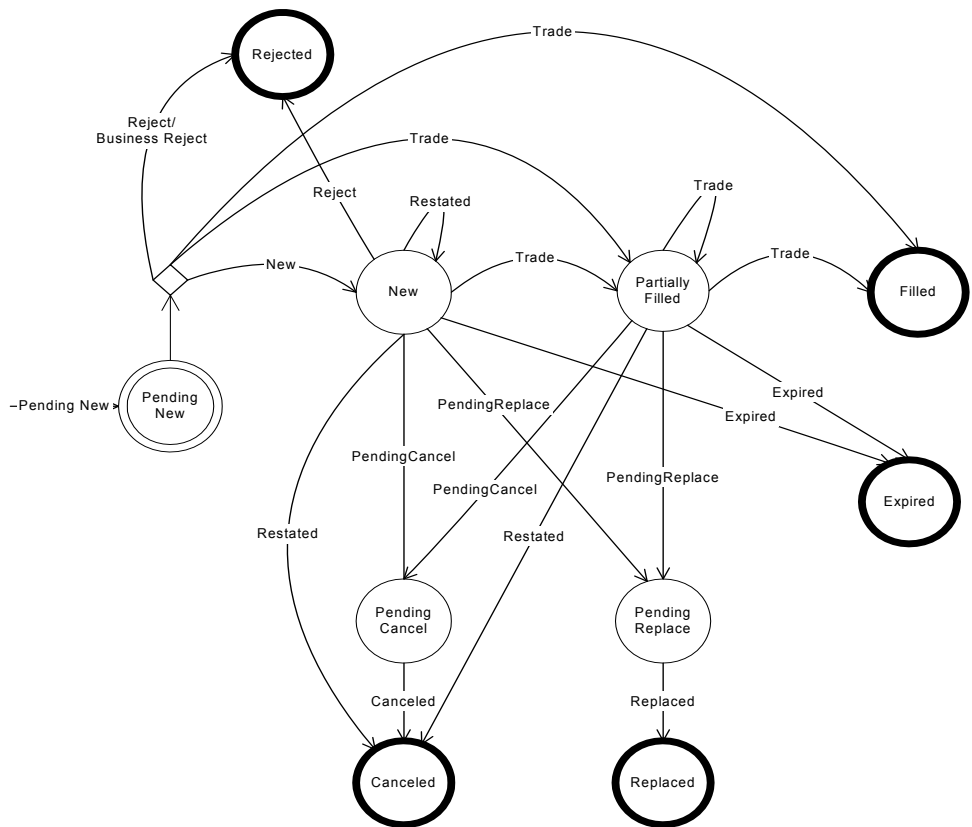 Trade
Rejected
Reject/
Business Reject
Trade
Reject
Restated
Trade
New
Trade
Trade
New
Partially
Filled
Filled
–Pending New
Pending
New
PendingReplace
Expired
Expired
PendingCancel
PendingCancel
PendingReplace
Expired
Restated
Restated
Pending
Cancel
Pending
Replace
Canceled
Replaced
Canceled
Replaced